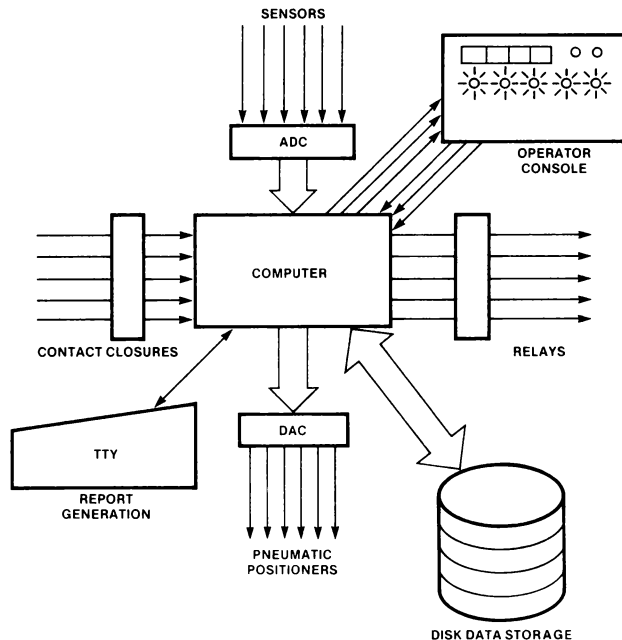 SENSORS
ADC
OPERATOR
CONSOLE
COMPUTER
CONTACT CLOSURES
RELAYS
TTY
REPORT
GENERATION
DAC
PNEUMATIC
POSITIONERS
DISK DATA STORAGE